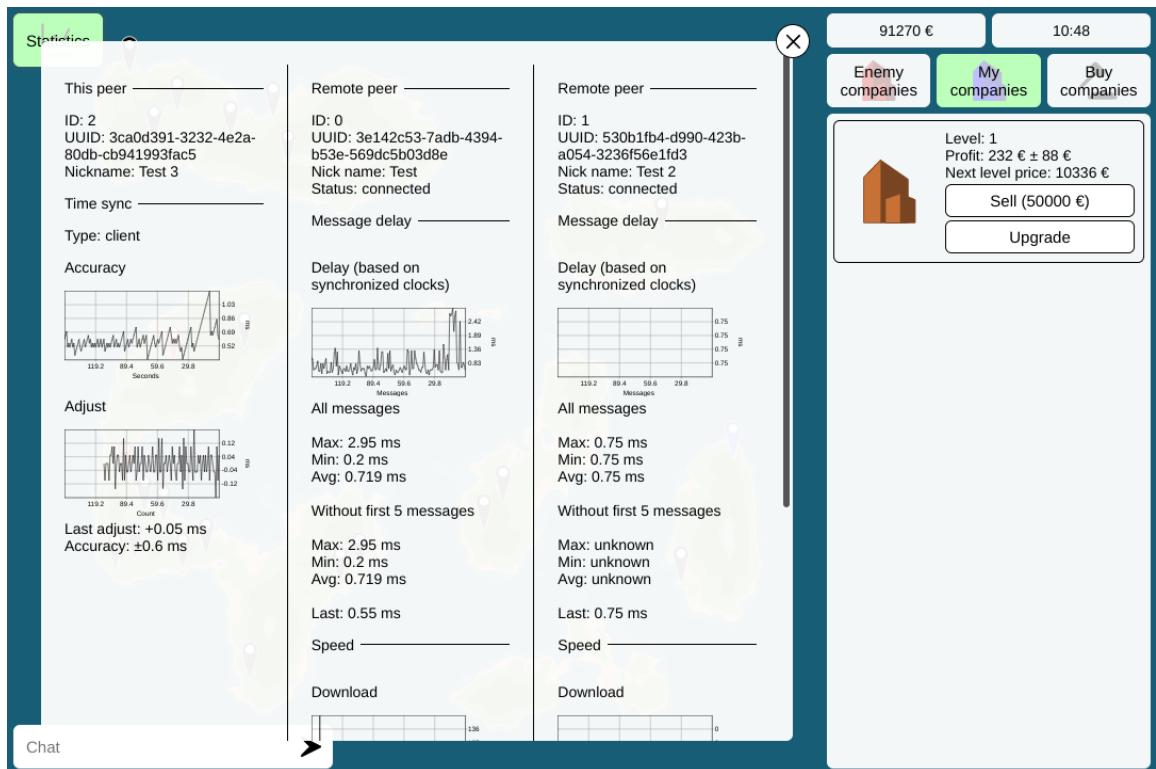 Statistics
This peer
ID: 2
UUID: 3ca0d391-3232-4e2a-
80db-cb941993fac5
Nickname: Test 3
Time sync
Type: client
Accuracy
1.03
0.86
0.69
0.52
ms
119.2 89.4 59.6 29.8
Seconds
Adjust
0.12
0.04
-0.04
-0.12
ms
119.2 89.4 59.6 29.8
Count
Last adjust: +0.05 ms
Accuracy: ±0.6 ms
Remote peer
ID: 0
UUID: 3e142c53-7adb-4394-
b53e-569dc5b03d8e
Nick name: Test
Status: connected
Message delay
Delay (based on
synchronized clocks)
2.42
1.89
1.36
0.83
ms
119.2 89.4 59.6 29.8
Messages
All messages
Max: 2.95 ms
Min: 0.2 ms
Avg: 0.719 ms
Without first 5 messages
Max: 2.95 ms
Min: 0.2 ms
Avg: 0.719 ms
Last: 0.55 ms
Speed
Download
136
Remote peer
ID: 1
UUID: 530b1fb4-d990-423b-
a054-3236f56e1fd3
Nick name: Test 2
Status: connected
Message delay
Delay (based on
synchronized clocks)
0.75
0.75
0.75
0.75
ms
119.2 89.4 59.6 29.8
Messages
All messages
Max: 0.75 ms
Min: 0.75 ms
Avg: 0.75 ms
Without first 5 messages
Max: unknown
Min: unknown
Avg: unknown
Last: 0.75 ms
Speed
Download
0
Chat
91270 €
10:48
Enemy
companies
My
companies
Buy
companies
Level: 1
Profit: 232 € ± 88 €
Next level price: 10336 €
Sell (50000 €)
Upgrade